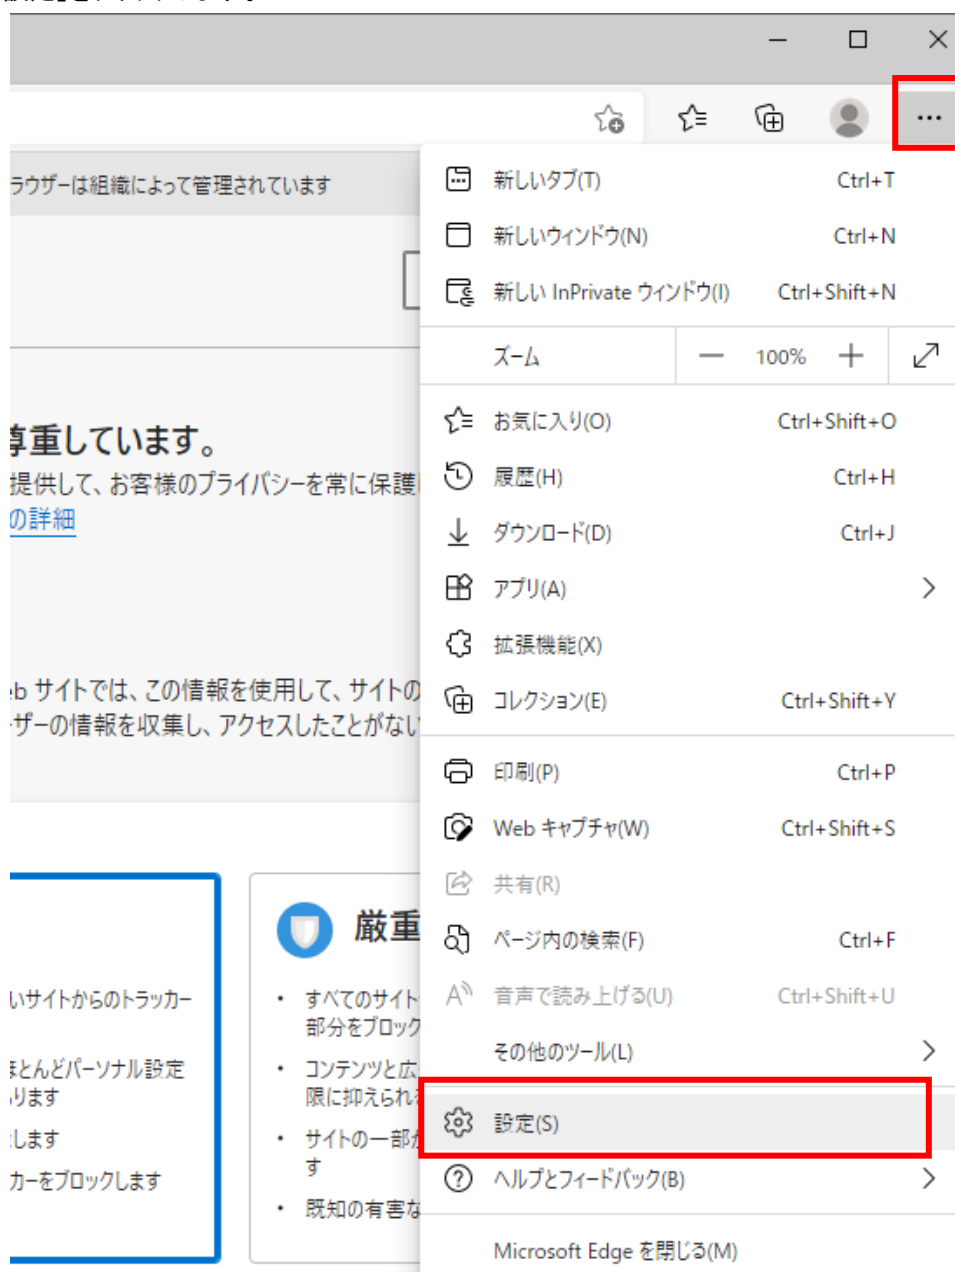 ラウザーは組織によって管理されています
尊重しています。
提供して、お客様のプライバシーを常に保護
の詳細
eb サイトでは、この情報を使用して、サイトの
ーザーの情報を収集し、アクセスしたことがない
いサイトからのトラッカー
ほとんどパーソナル設定
ります
します
カーをブロックします
厳重
• すべてのサイト
部分をブロック
• コンテンツと広
限に抑えられ
• サイトの一部が
す
• 既知の有害な
新しいタブ(T) Ctrl+T
新しいウィンドウ(N) Ctrl+N
新しい InPrivate ウィンドウ(I) Ctrl+Shift+N
ズーム — 100% +
お気に入り(O) Ctrl+Shift+O
履歴(H) Ctrl+H
ダウンロード(D) Ctrl+J
アプリ(A)
拡張機能(X)
コレクション(E) Ctrl+Shift+Y
印刷(P) Ctrl+P
Web キャプチャ(W) Ctrl+Shift+S
共有(R)
ページ内の検索(F) Ctrl+F
音声で読み上げる(U) Ctrl+Shift+U
その他のツール(L)
設定(S)
ヘルプとフィードバック(B)
Microsoft Edge を閉じる(M)